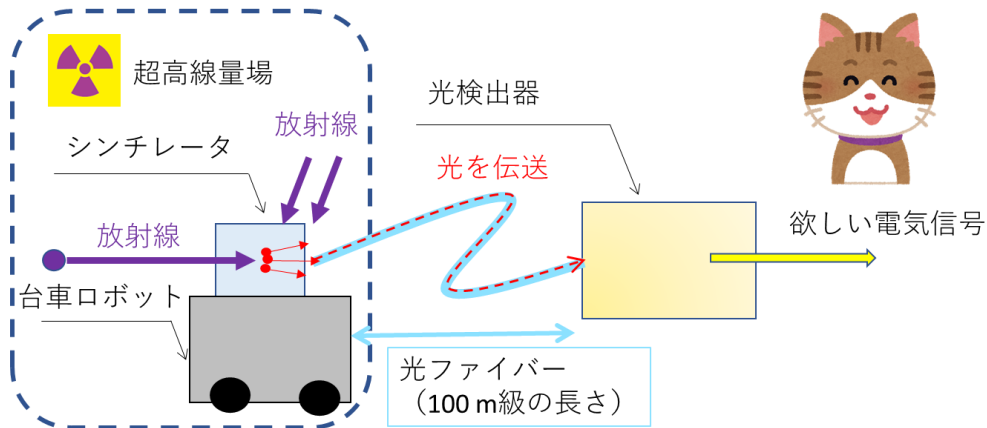 超高線量場
放射線
シンチレータ
放射線
台車ロボット
光を伝送
光検出器
欲しい電気信号
光ファイバー
（100 m級の長さ）